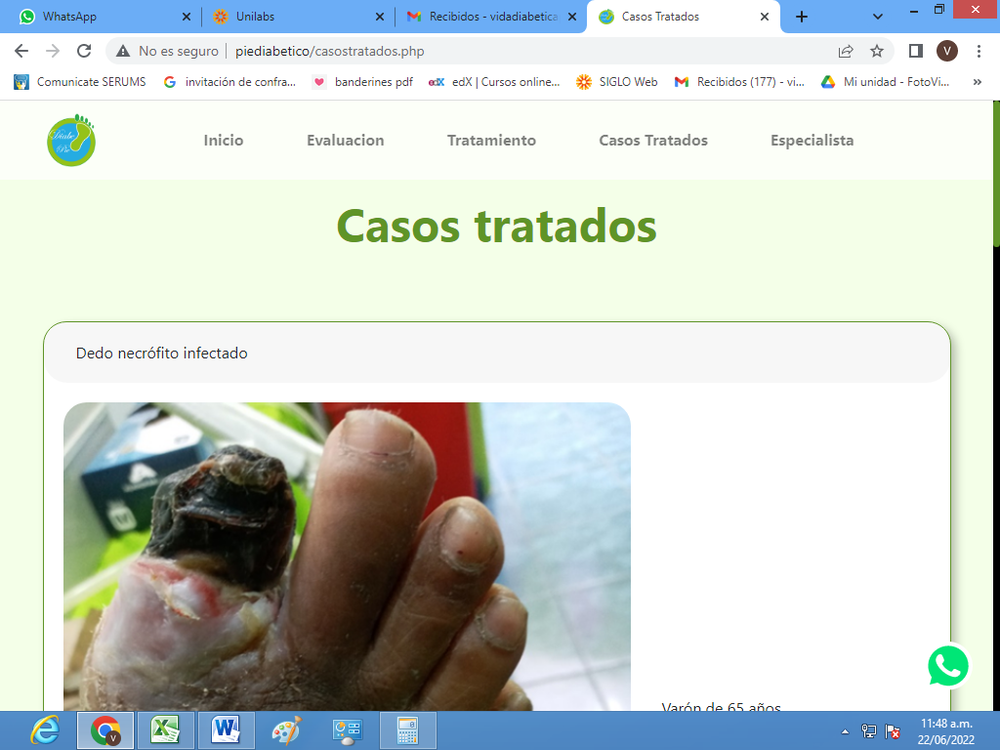 WhatsApp
Unilabs
Recibidos - vidadiabetica
Casos Tratados
No es seguro
piediabetico/casostratados.php
V
Comunicate SERUMS
invitación de confra...
banderines pdf
edX | Cursos online...
SIGLO Web
Recibidos (177) - vi...
Mi unidad - FotoVi...
»
Inicio
Evaluacion
Tratamiento
Casos Tratados
Especialista
Casos tratados
Dedo necrófito infectado
Varón de 65 años
11:48 a.m.
22/06/2022